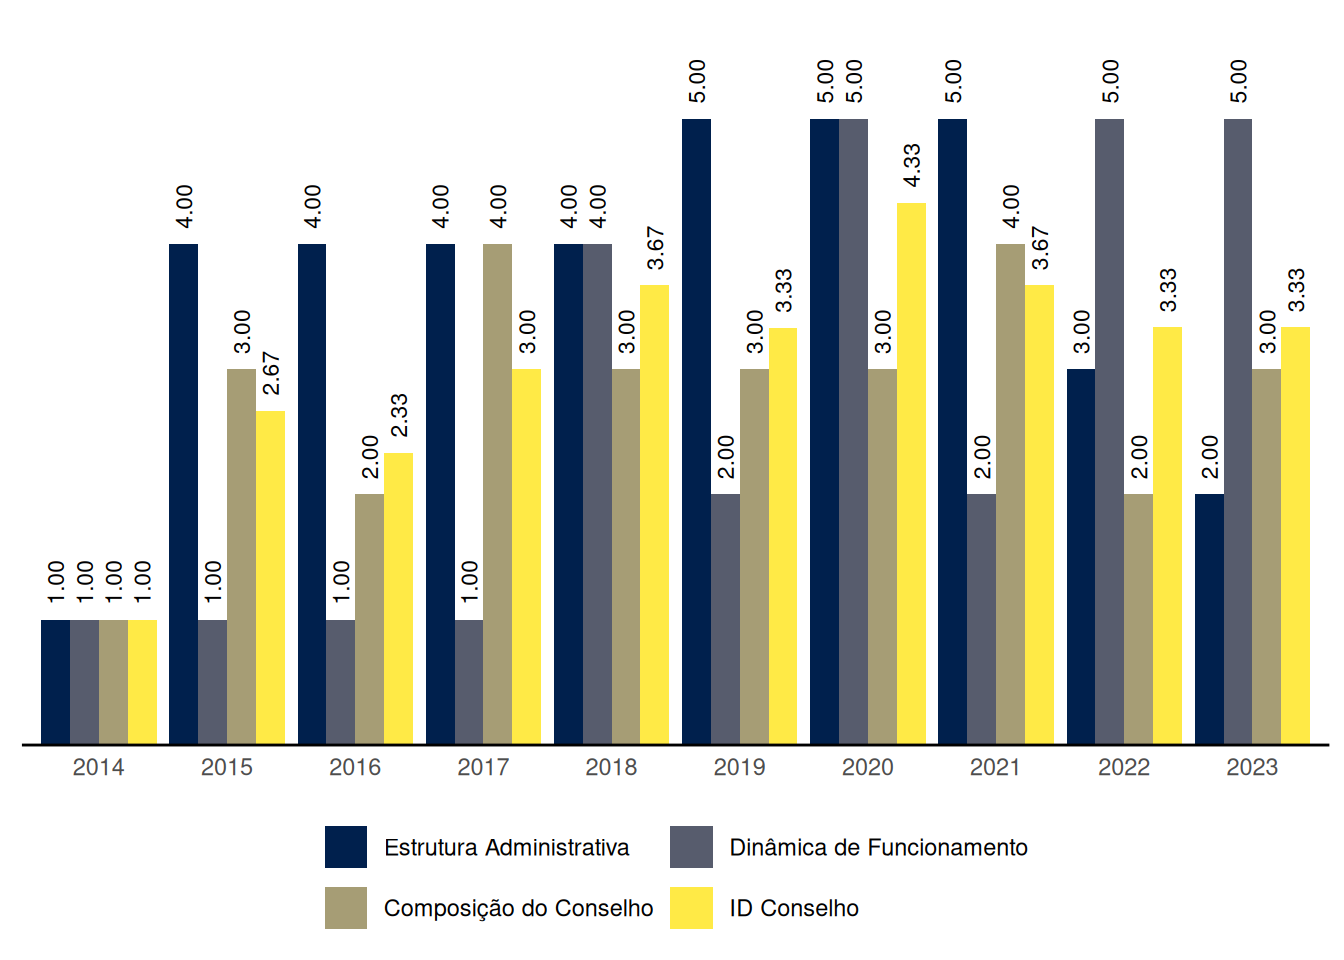 1.00 1.00 1.00 1.00
4.00 1.00 3.00 2.67
4.00 1.00 2.00 2.33
4.00 1.00 4.00 3.00
4.00 4.00 3.00 3.67
5.00 2.00 3.00 3.33
5.00 5.00 3.00 4.33
5.00 2.00 4.00 3.67
3.00 5.00 2.00 3.33
2.00 5.00 3.00 3.33
2014 2015 2016 2017 2018 2019 2020 2021 2022 2023
Estrutura Administrativa Dinâmica de Funcionamento
Composição do Conselho ID Conselho